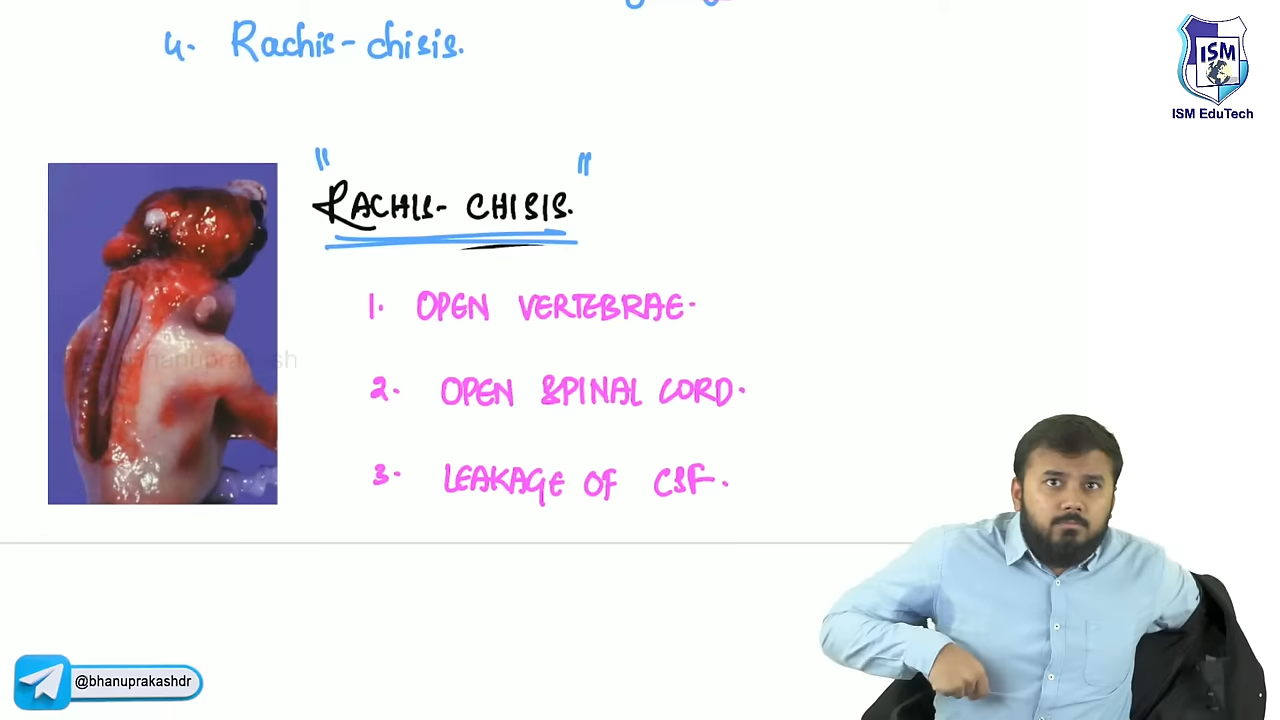 4. Rachis-chisis.
ISM
ISM EduTech
"RACHIS-CHISIS."
1. OPEN VERTEBRAE.
2. OPEN SPINAL CORD.
3. LEAKAGE OF CSF.
bhanuprakash
@bhanuprakashdr